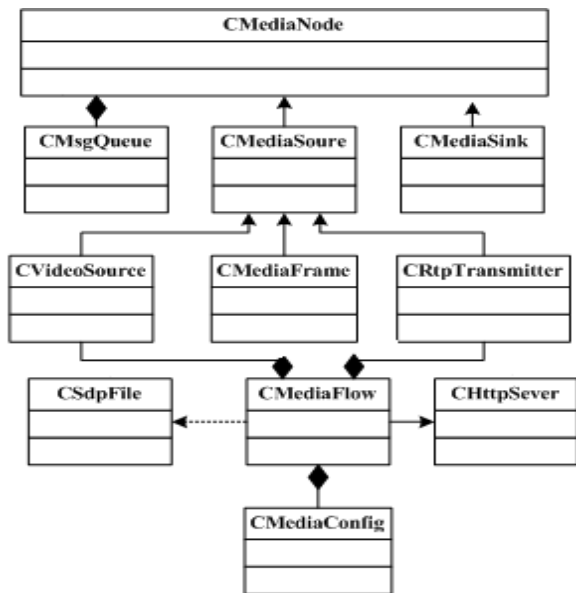 CMediaNode
CMsgQueue
CMediaSoure
CMediaSink
CVideoSource
CMediaFrame
CRtpTransmitter
CSdpFile
CMediaFlow
CHttpSever
CMediaConfig